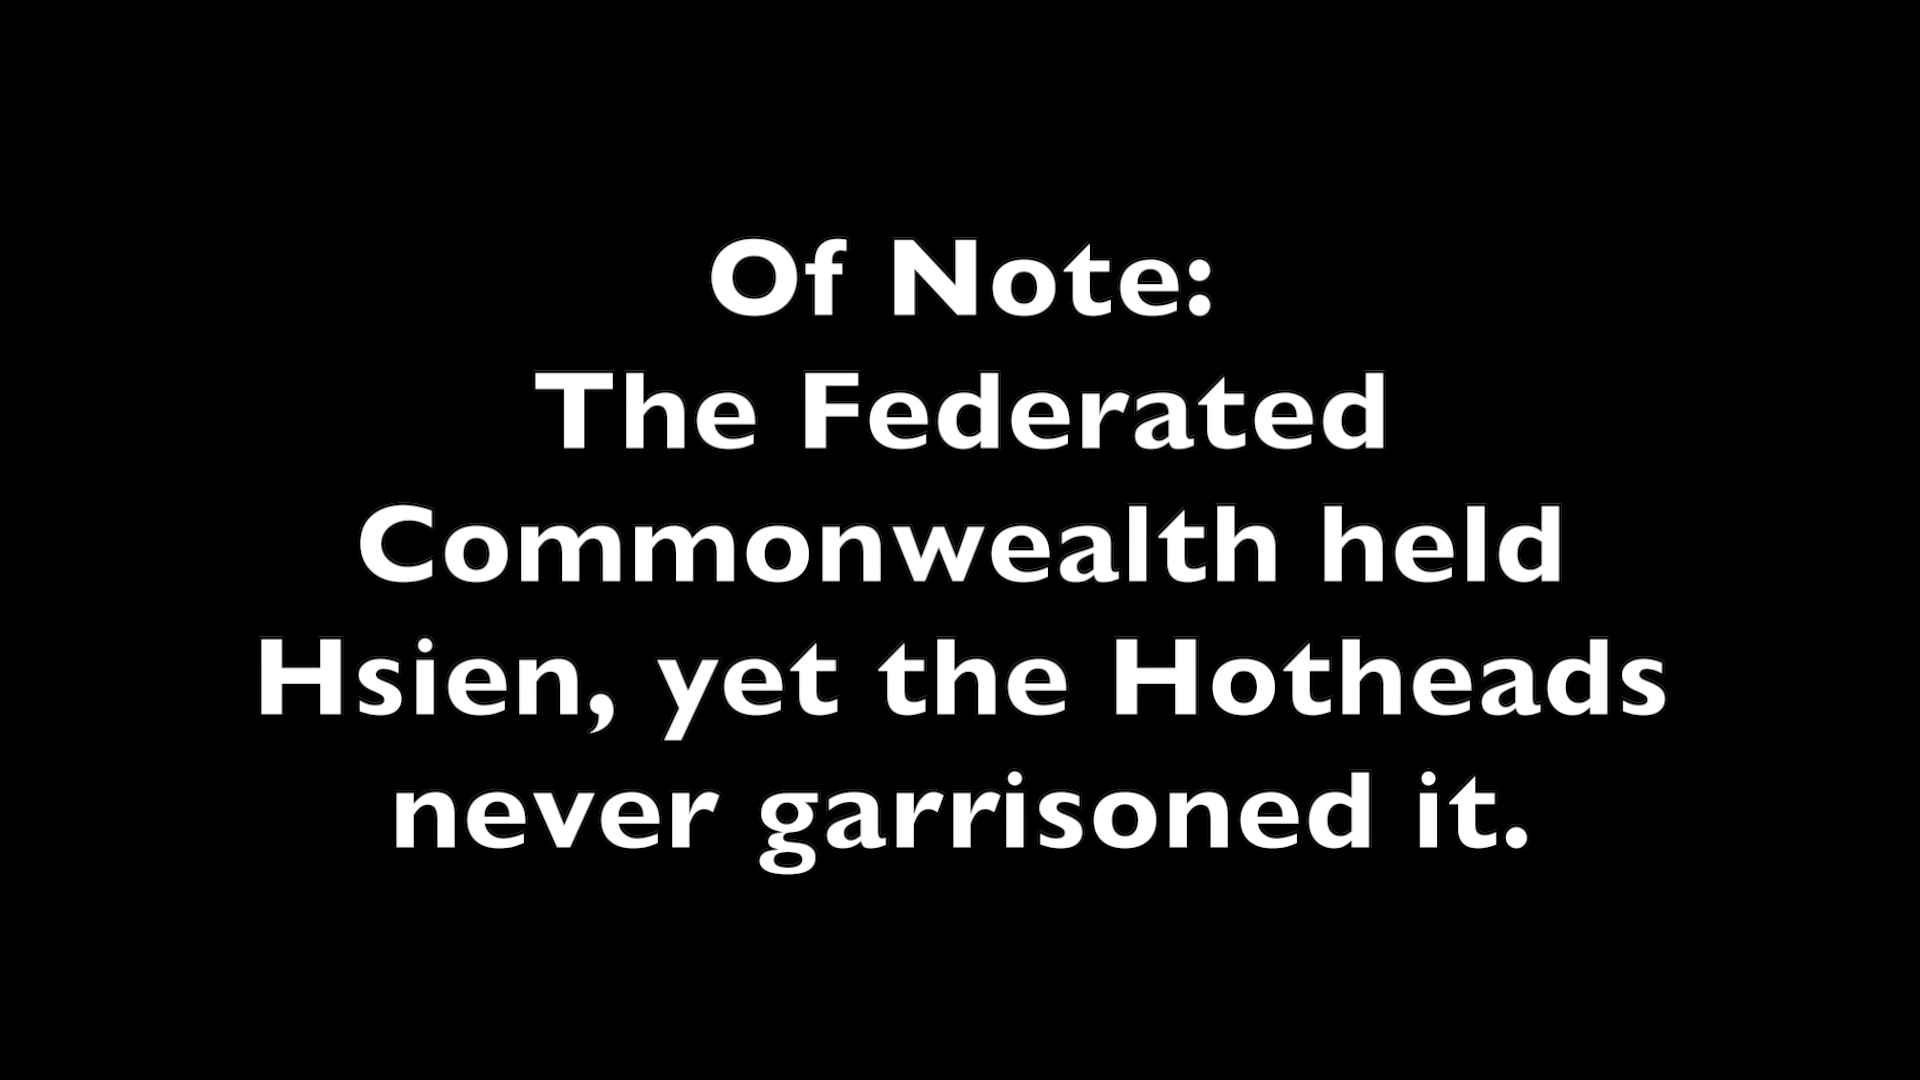 Of Note:
The Federated
Commonwealth held
Hsien, yet the Hotheads
never garrisoned it.